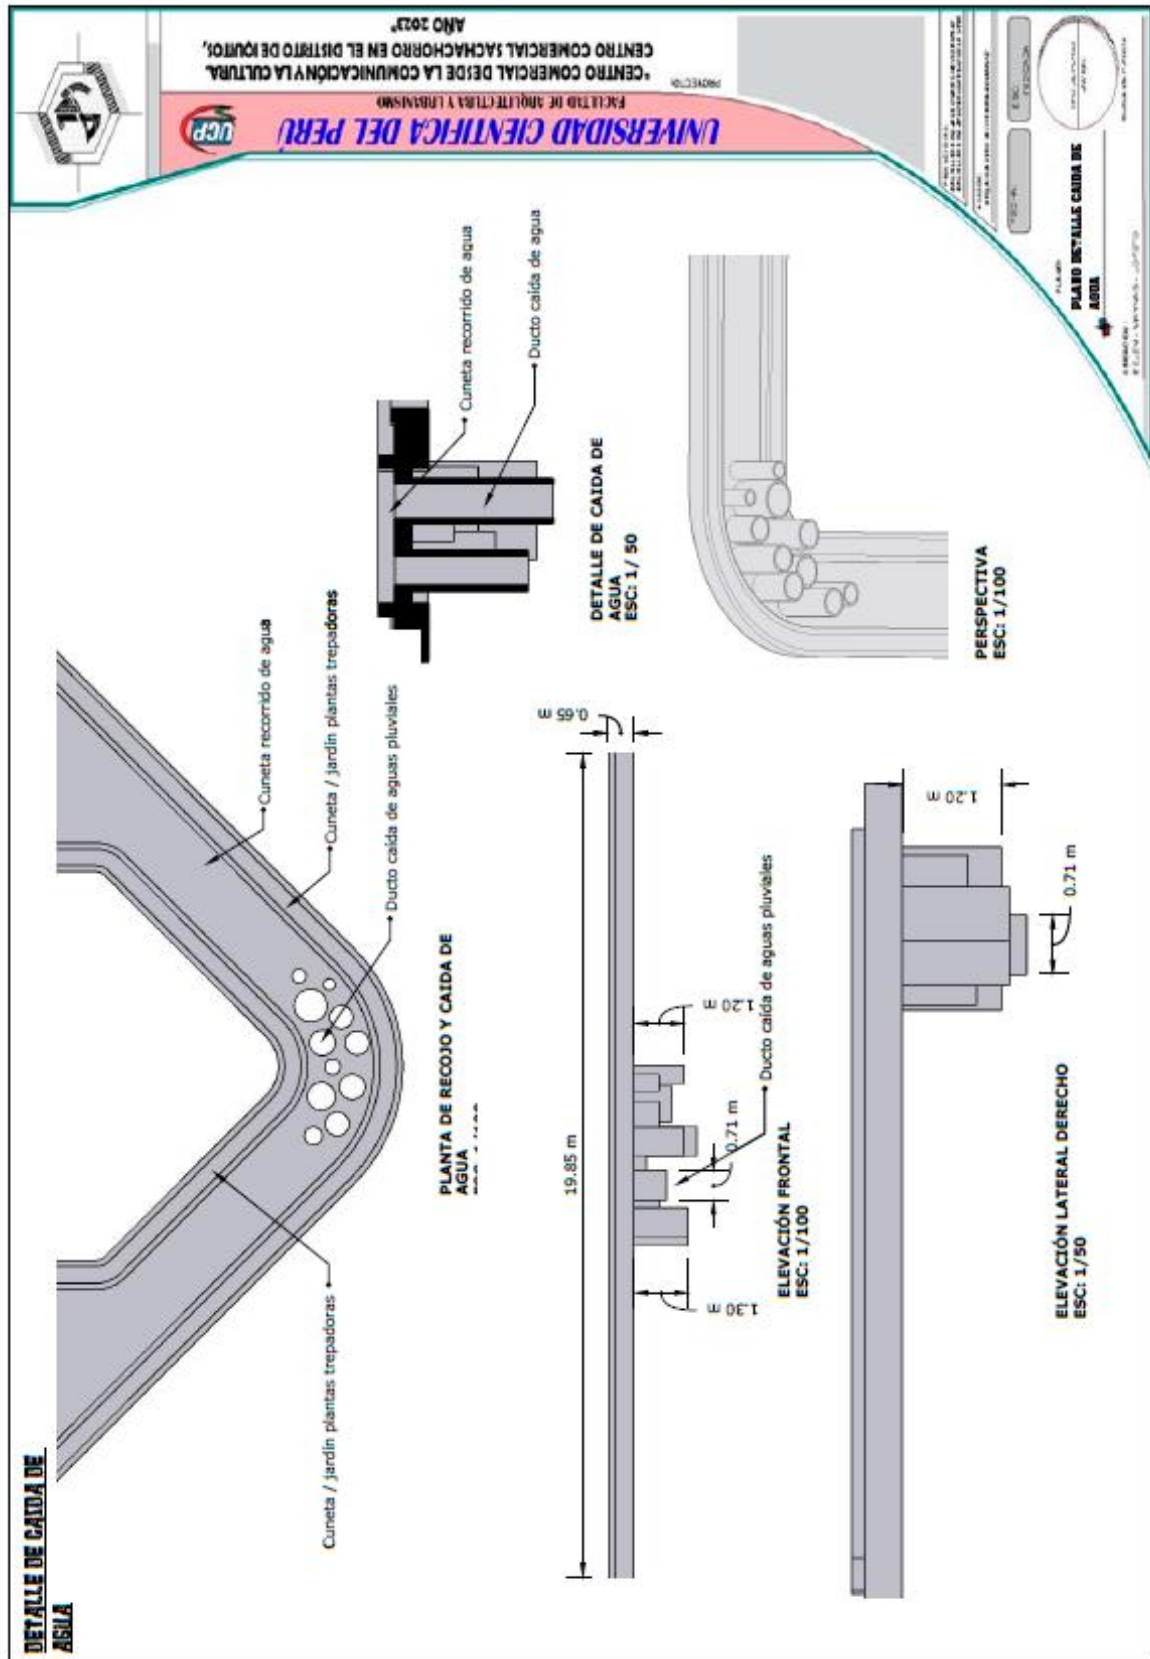 DETALLE DE CAIDA DE
AGUA
Cuneta / jardín plantas trepadoras
Cuneta recorrido de agua
Cuneta / jardín plantas trepadoras
Ducto caida de aguas pluviales
PLANTA DE RECOJO Y CAIDA DE
AGUA
Cuneta recorrido de agua
Ducto caida de agua
DETALLE DE CAIDA DE
AGUA
ESC: 1/ 50
19.85 m
0.65 m
1.30 m
0.71 m
1.20 m
Ducto caída de aguas pluviales
ELEVACIÓN FRONTAL
ESC: 1/100
PERSPECTIVA
ESC: 1/100
1.20 m
0.71 m
ELEVACIÓN LATERAL DERECHO
ESC: 1/50
UNIVERSIDAD CIENTIFICA DEL PERÚ
FACULTAD DE ARQUITECTURA Y URBANISMO
UCP
PROYECTO:
"CENTRO COMERCIAL DESDE LA COMUNICACIÓN Y LA CULTURA.
CENTRO COMERCIAL SACHACHORRO EN EL DISTRITO DE IQUITOS,
AÑO 2023"
PLANO:
PLANO DETALLE CAIDA DE
AGUA